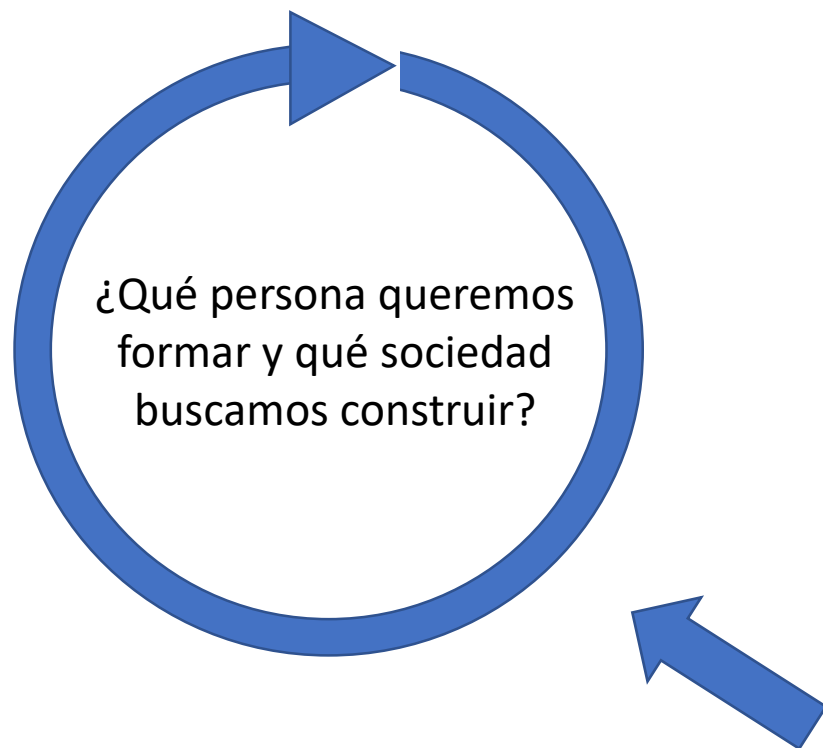 ¿Qué persona queremos
formar y qué sociedad
buscamos construir?